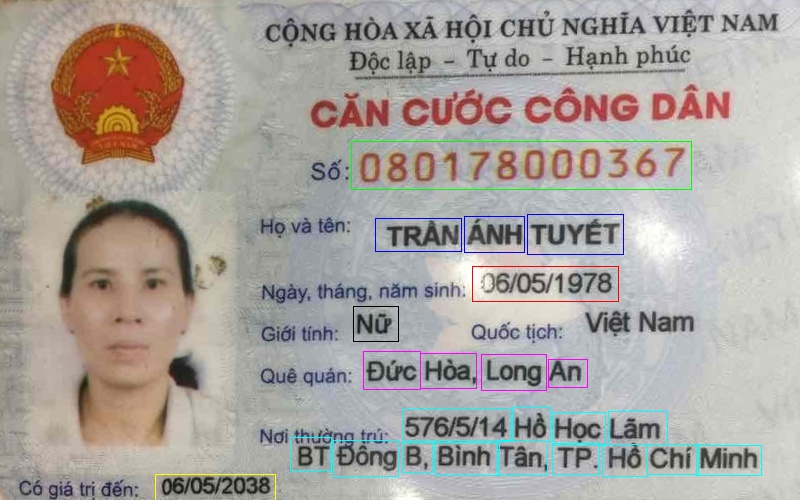 CỘNG HÒA XÃ HỘI CHỦ NGHĨA VIỆT NAM
Độc lập - Tự do - Hạnh phúc
CĂN CƯỚC CÔNG DÂN
Số: 080178000367
Họ và tên: TRẦN ÁNH TUYẾT
Ngày, tháng, năm sinh: 06/05/1978
Giới tính: Nữ Quốc tịch: Việt Nam
Quê quán: Đức Hòa, Long An
Nơi thường trú: 576/5/14 Hồ Học Lãm
BT Đông B, Bình Tân, TP. Hồ Chí Minh
Có giá trị đến: 06/05/2038